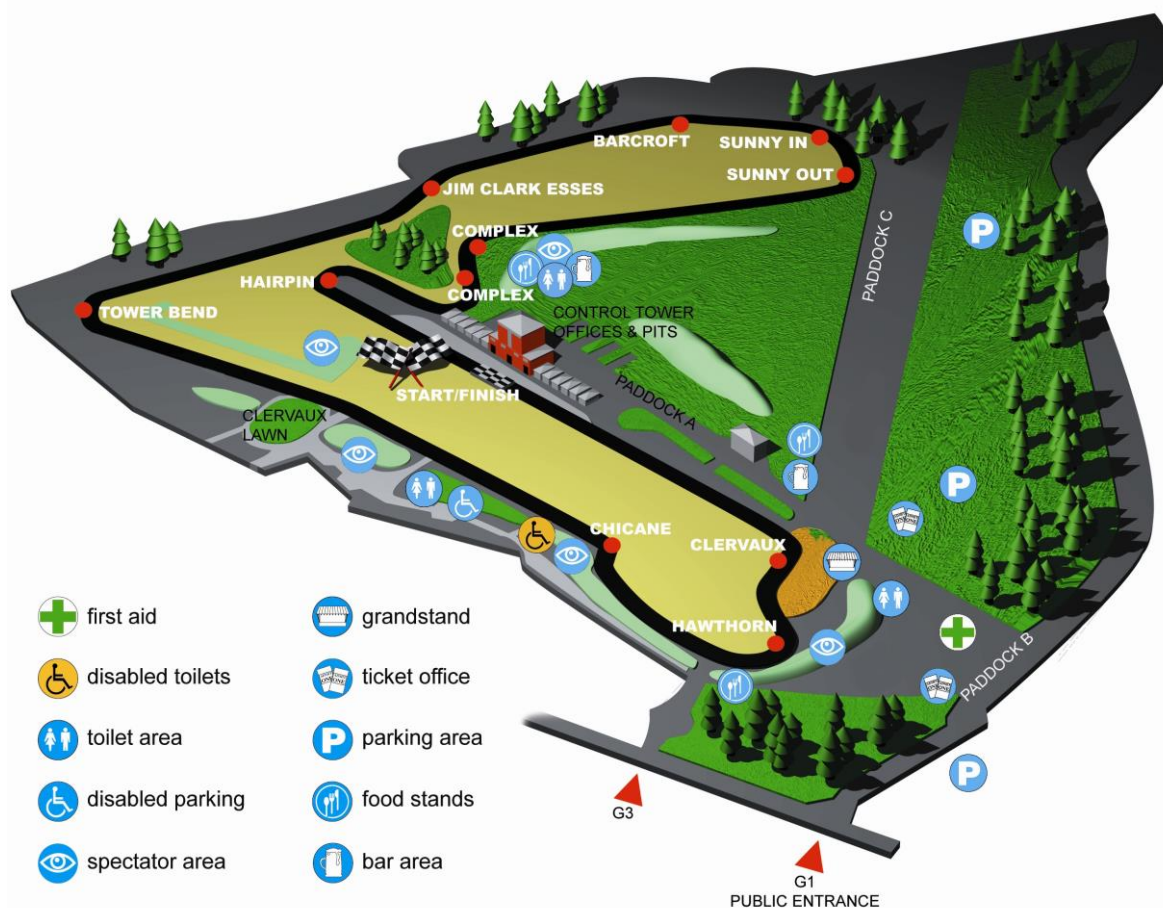 BARCROFT
SUNNY IN
SUNNY OUT
JIM CLARK ESSES
COMPLEX
HAIRPIN
COMPLEX
TOWER BEND
CONTROL TOWER
OFFICES & PITS
PADDOCK C
P
START/FINISH
PADDOCK A
CLERVAUX
LAWN
P
CHICANE
CLERVAUX
HAWTHORN
PADDOCK B
P
first aid
disabled toilets
toilet area
disabled parking
spectator area
grandstand
ticket office
P parking area
food stands
bar area
G3
G1
PUBLIC ENTRANCE